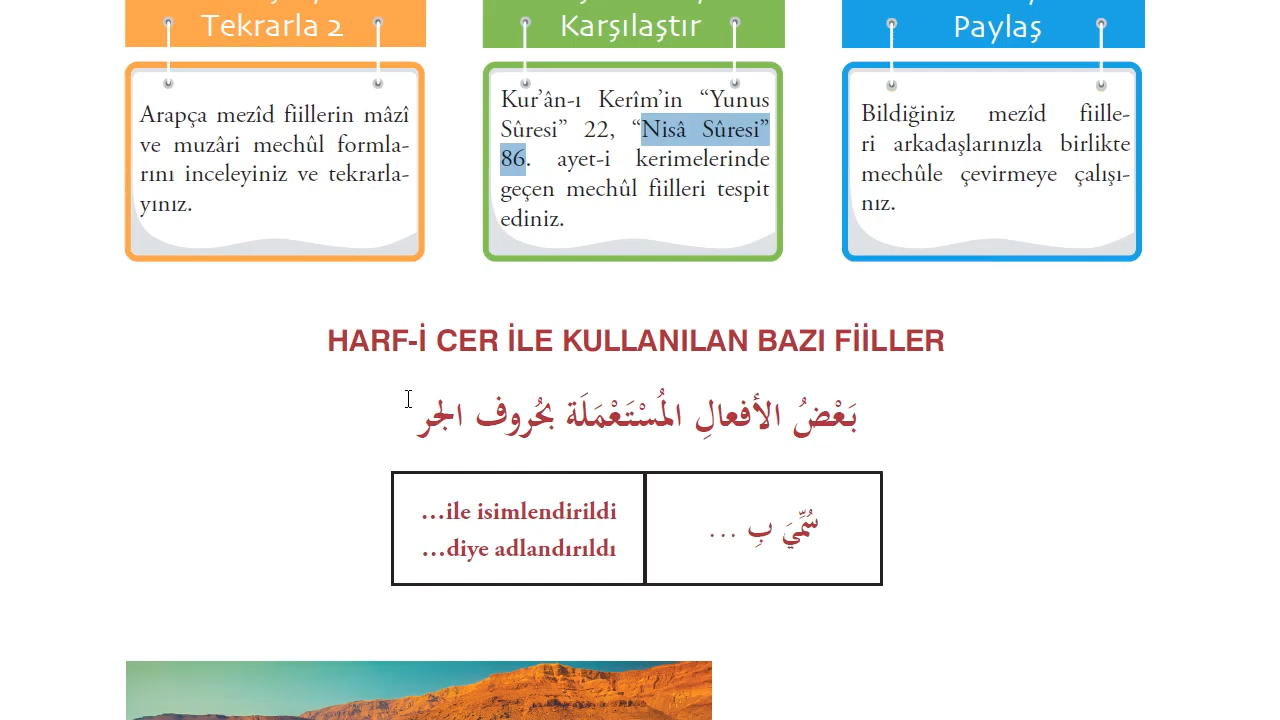 Tekrarla 2
Arapça mezîd fiillerin mâzî
ve muzâri mechûl formla-
rını inceleyiniz ve tekrarla-
yınız.
Karşılaştır
Kur’ân-ı Kerîm’in “Yunus
Sûresi” 22, “Nisâ Sûresi”
86. ayet-i kerimelerinde
geçen mechûl fiilleri tespit
ediniz.
Paylaş
Bildiğiniz mezîd fiille-
ri arkadaşlarınızla birlikte
mechûle çevirmeye çalışı-
nız.
HARF-İ CER İLE KULLANILAN BAZI FİİLLER
بَعْضُ الأفعالِ المُسْتَعْمَلَة بحُروف الجر
…ile isimlendirildi
…diye adlandırıldı
سُمِّيَ بِ …